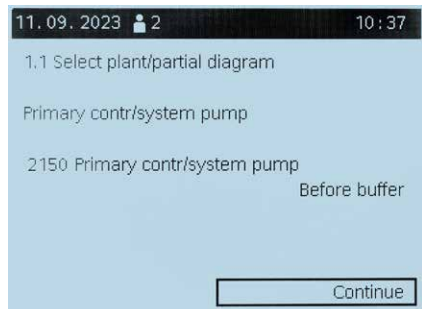 11.09.2023 2 10:37
1.1 Select plant/partial diagram
Primary contr/system pump
2150 Primary contr/system pump
Before buffer
Continue